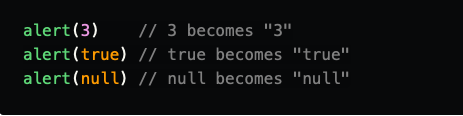 alert(3)    // 3 becomes "3"
alert(true) // true becomes "true"
alert(null) // null becomes "null"